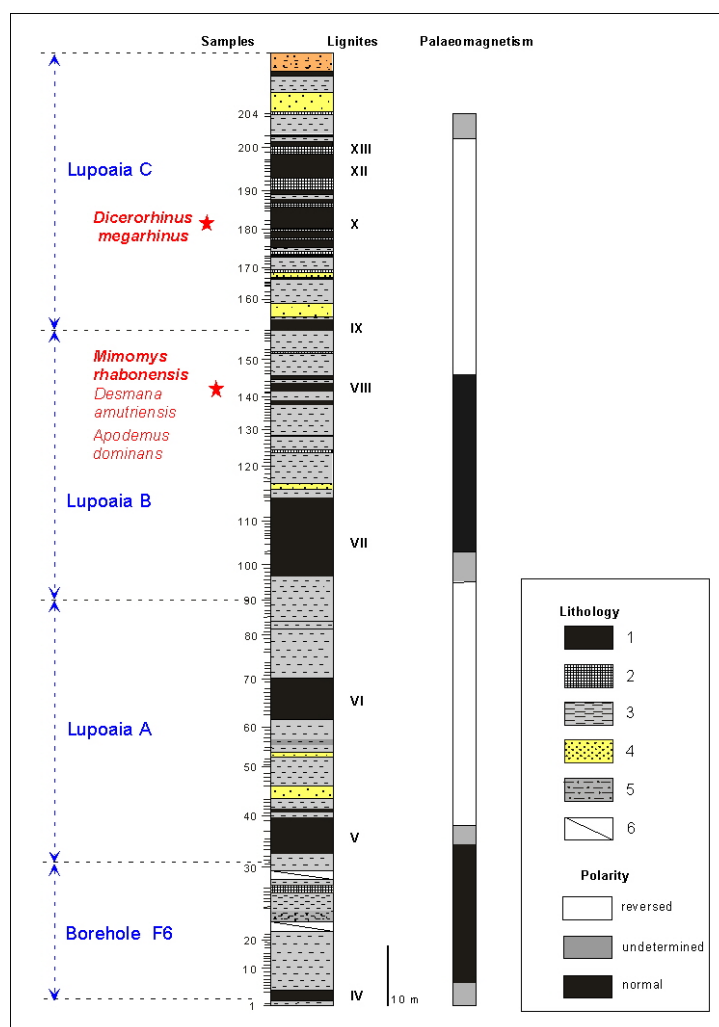 Samples Lignites Palaeomagnetism
204
200 XIII
Lupoaia C XII
190
Dicerorhinus
megarhinus
180 X
170
160
IX
150
Mimomys
rhabonensis
VIII
Desmana
140
amutriensis
Apodemus
130
dominans
120
Lupoaia B
110
VII
100
90
Lithology
80
1
2
70
VI
3
Lupoaia A
60
4
50
5
6
40
V
Polarity
30
reversed
Borehole F6
20
undetermined
10
normal
IV
10 m
1